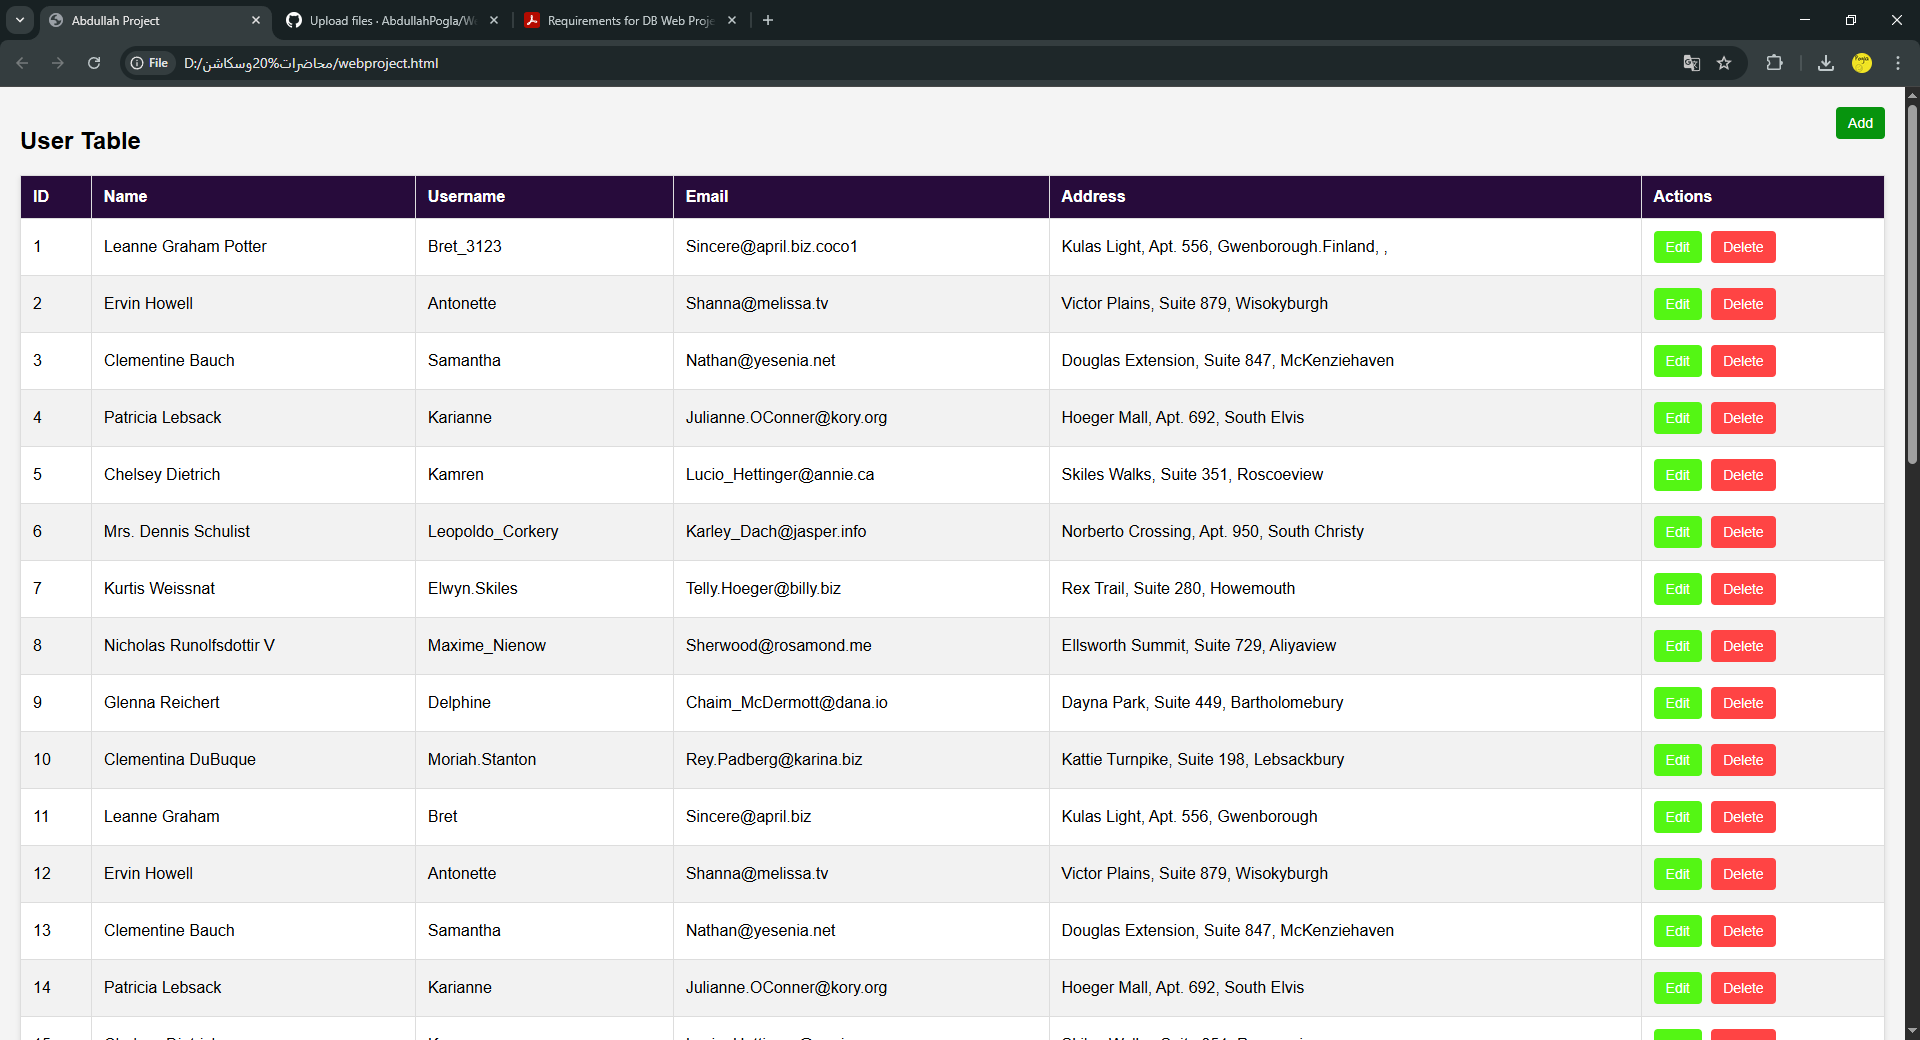 Abdullah Project
Upload files · AbdullahPogla/We
Requirements for DB Web Proje
File D:/محاضرات%20وسكاشن/webproject.html
Pogla
Add
User Table
ID Name Username Email Address Actions
1 Leanne Graham Potter Bret_3123 Sincere@april.biz.coco1 Kulas Light, Apt. 556, Gwenborough.Finland, , Edit Delete
2 Ervin Howell Antonette Shanna@melissa.tv Victor Plains, Suite 879, Wisokyburgh Edit Delete
3 Clementine Bauch Samantha Nathan@yesenia.net Douglas Extension, Suite 847, McKenziehaven Edit Delete
4 Patricia Lebsack Karianne Julianne.OConner@kory.org Hoeger Mall, Apt. 692, South Elvis Edit Delete
5 Chelsey Dietrich Kamren Lucio_Hettinger@annie.ca Skiles Walks, Suite 351, Roscoeview Edit Delete
6 Mrs. Dennis Schulist Leopoldo_Corkery Karley_Dach@jasper.info Norberto Crossing, Apt. 950, South Christy Edit Delete
7 Kurtis Weissnat Elwyn.Skiles Telly.Hoeger@billy.biz Rex Trail, Suite 280, Howemouth Edit Delete
8 Nicholas Runolfsdottir V Maxime_Nienow Sherwood@rosamond.me Ellsworth Summit, Suite 729, Aliyaview Edit Delete
9 Glenna Reichert Delphine Chaim_McDermott@dana.io Dayna Park, Suite 449, Bartholomebury Edit Delete
10 Clementina DuBuque Moriah.Stanton Rey.Padberg@karina.biz Kattie Turnpike, Suite 198, Lebsackbury Edit Delete
11 Leanne Graham Bret Sincere@april.biz Kulas Light, Apt. 556, Gwenborough Edit Delete
12 Ervin Howell Antonette Shanna@melissa.tv Victor Plains, Suite 879, Wisokyburgh Edit Delete
13 Clementine Bauch Samantha Nathan@yesenia.net Douglas Extension, Suite 847, McKenziehaven Edit Delete
14 Patricia Lebsack Karianne Julianne.OConner@kory.org Hoeger Mall, Apt. 692, South Elvis Edit Delete